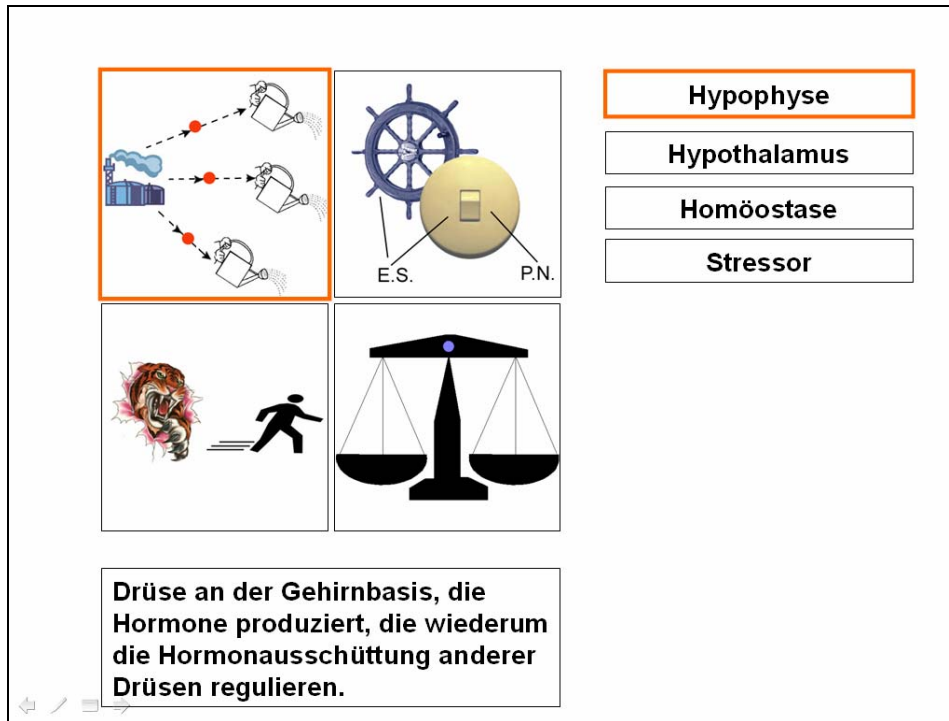 E.S.
P.N.
Hypophyse
Hypothalamus
Homöostase
Stressor
Drüse an der Gehirnbasis, die
Hormone produziert, die wiederum
die Hormonausschüttung anderer
Drüsen regulieren.